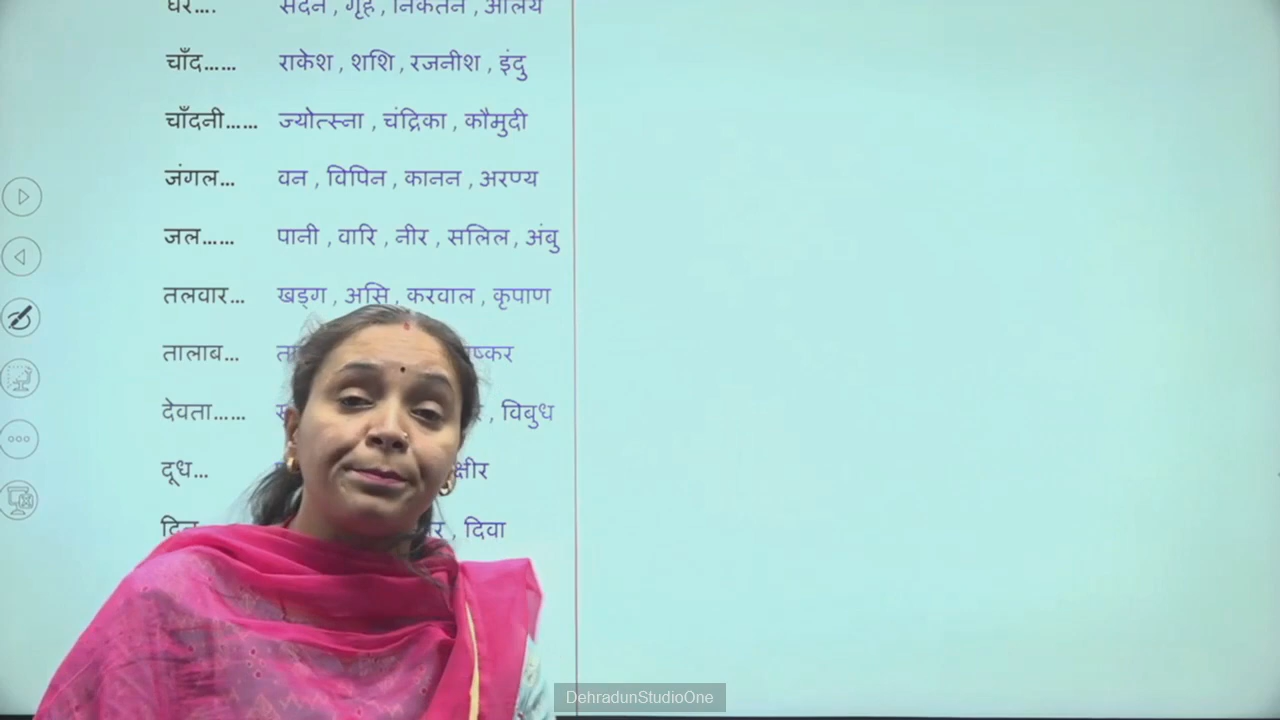 घर.... सदन , गृह , निकेतन , आलय
चाँद...... राकेश , शशि , रजनीश , इंदु
चाँदनी...... ज्योत्स्ना , चंद्रिका , कौमुदी
जंगल... वन , विपिन , कानन , अरण्य
जल...... पानी , वारि , नीर , सलिल , अंबु
तलवार... खड्ग , असि , करवाल , कृपाण
तालाब...
देवता...... , विबुध
दूध... क्षीर
दिन , दिवा
DehradunStudioOne